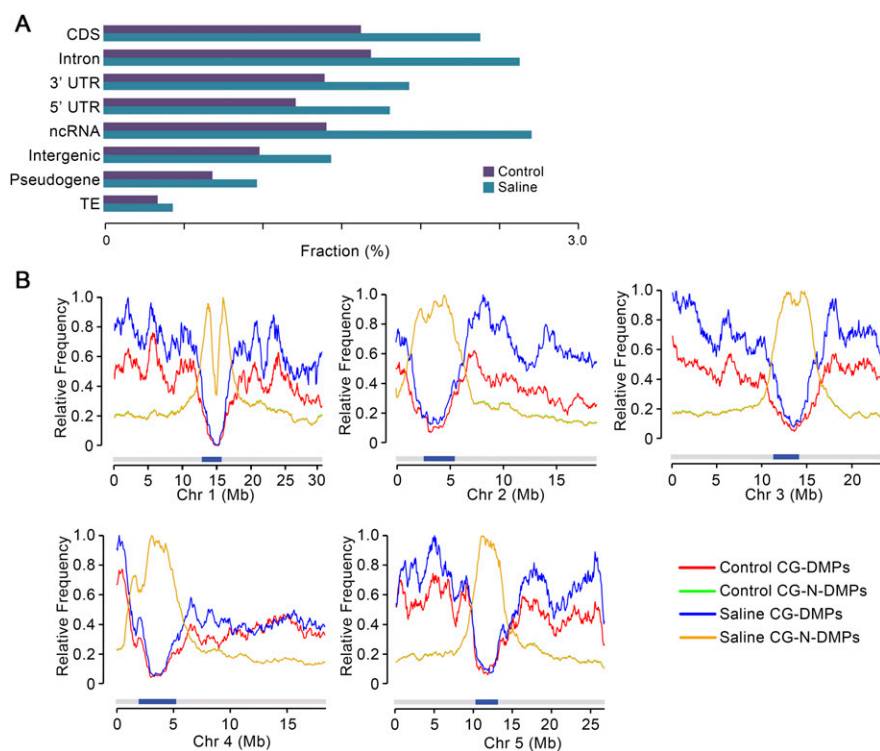 A
CDS
Intron
3' UTR
5' UTR
ncRNA
Intergenic
Pseudogene
TE
Control
Saline
0 3.0
Fraction (%)
B
Relative Frequency
1.0
0.8
0.6
0.4
0.2
0
0 5 10 15 20 25 30
Chr 1 (Mb)
Relative Frequency
1.0
0.8
0.6
0.4
0.2
0
0 5 10 15
Chr 2 (Mb)
Relative Frequency
1.0
0.8
0.6
0.4
0.2
0
0 5 10 15 20
Chr 3 (Mb)
Relative Frequency
1.0
0.8
0.6
0.4
0.2
0
0 5 10 15
Chr 4 (Mb)
Relative Frequency
1.0
0.8
0.6
0.4
0.2
0
0 5 10 15 20 25
Chr 5 (Mb)
Control CG-DMPs
Control CG-N-DMPs
Saline CG-DMPs
Saline CG-N-DMPs